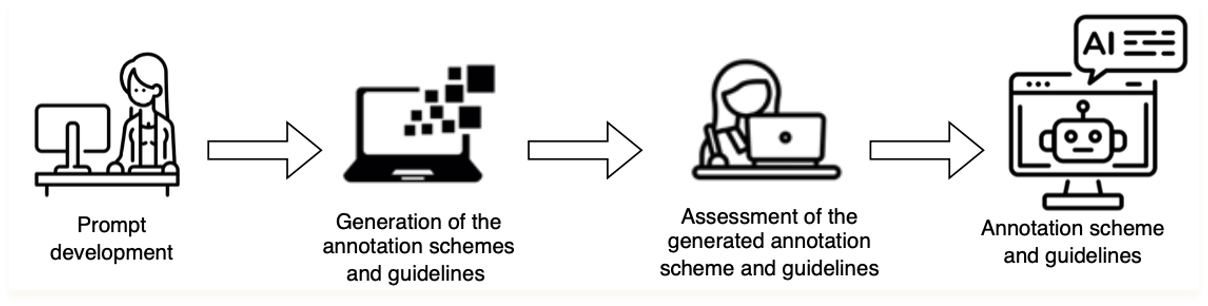 AI
Prompt
development
Generation of the
annotation schemes
and guidelines
Assessment of the
generated annotation
scheme and guidelines
Annotation scheme
and guidelines